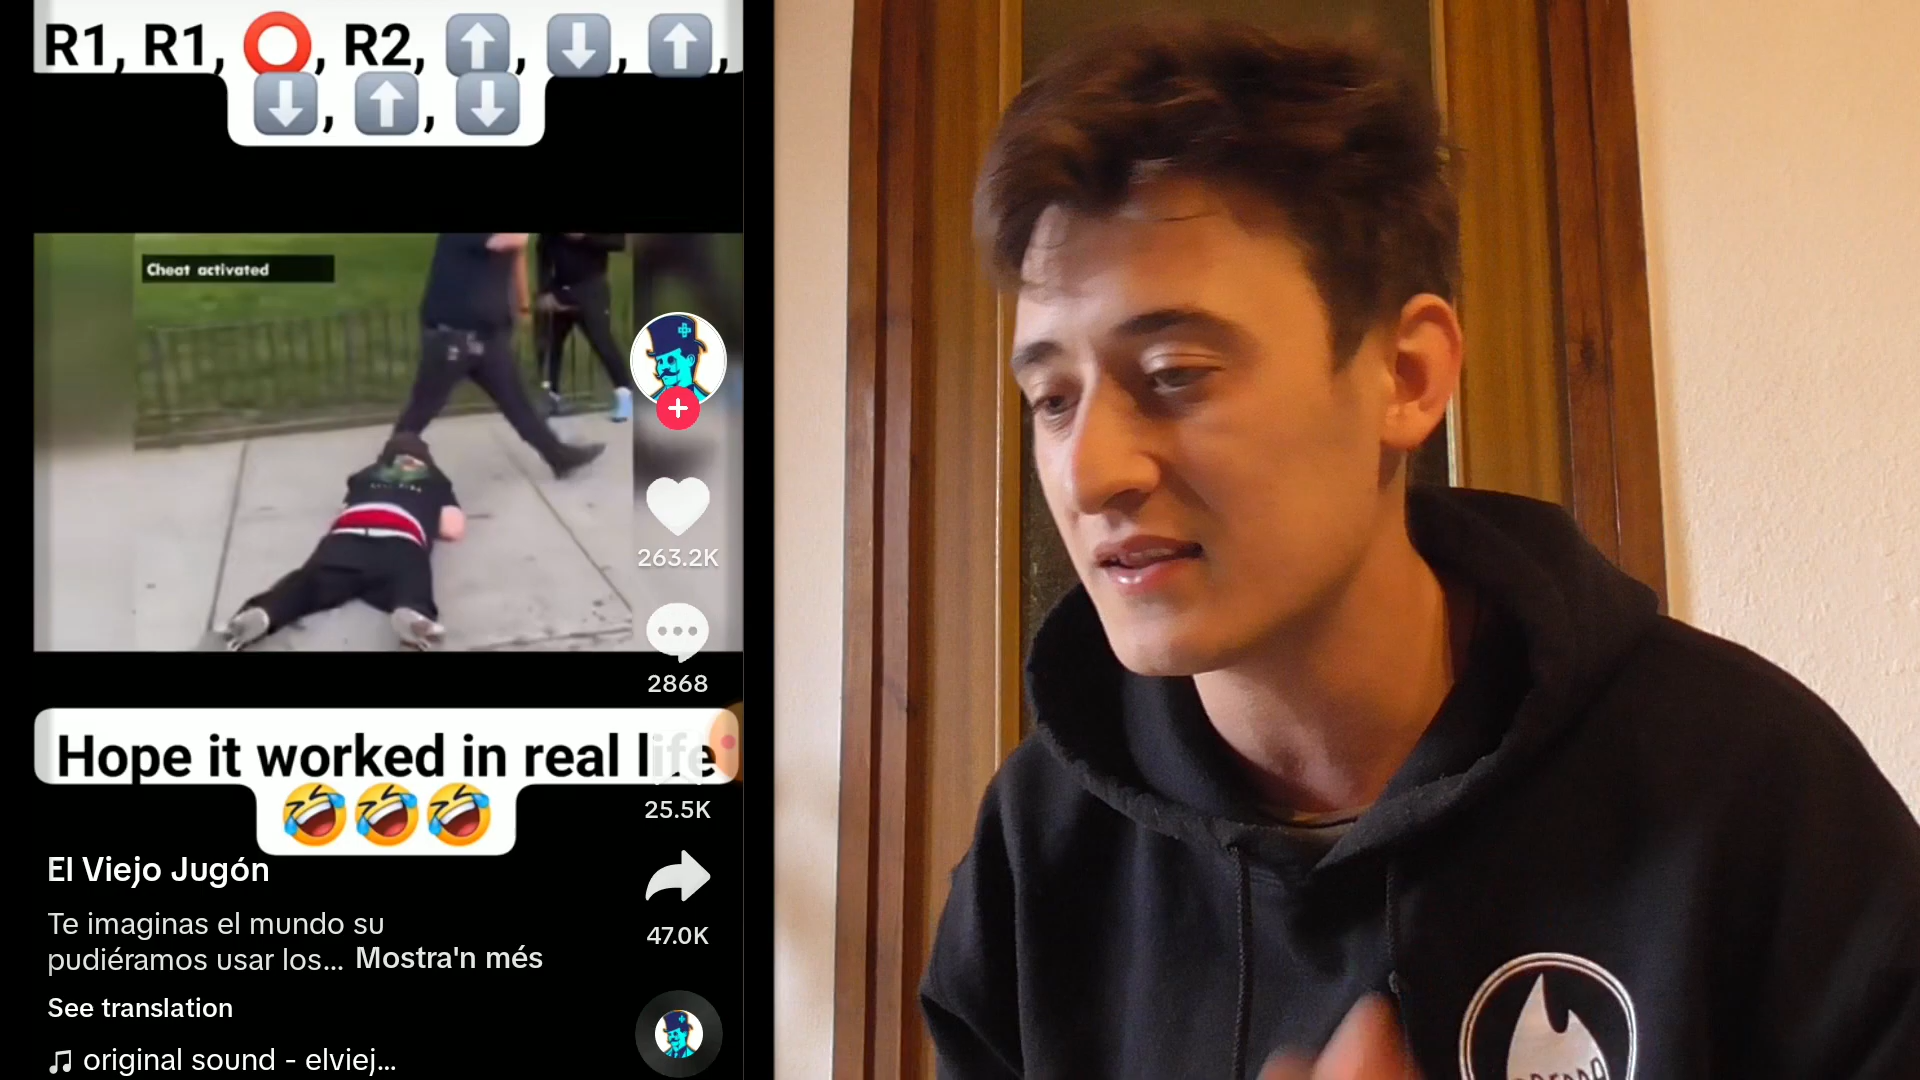 R1, R1, ⭕, R2, ⬆️, ⬇️, ⬆️,
⬇️, ⬆️, ⬇️
Cheat activated
263.2K
2868
Hope it worked in real life
🤣🤣🤣
25.5K
El Viejo Jugón
Te imaginas el mundo su
pudiéramos usar los... Mostra'n més
47.0K
See translation
original sound - elviej...